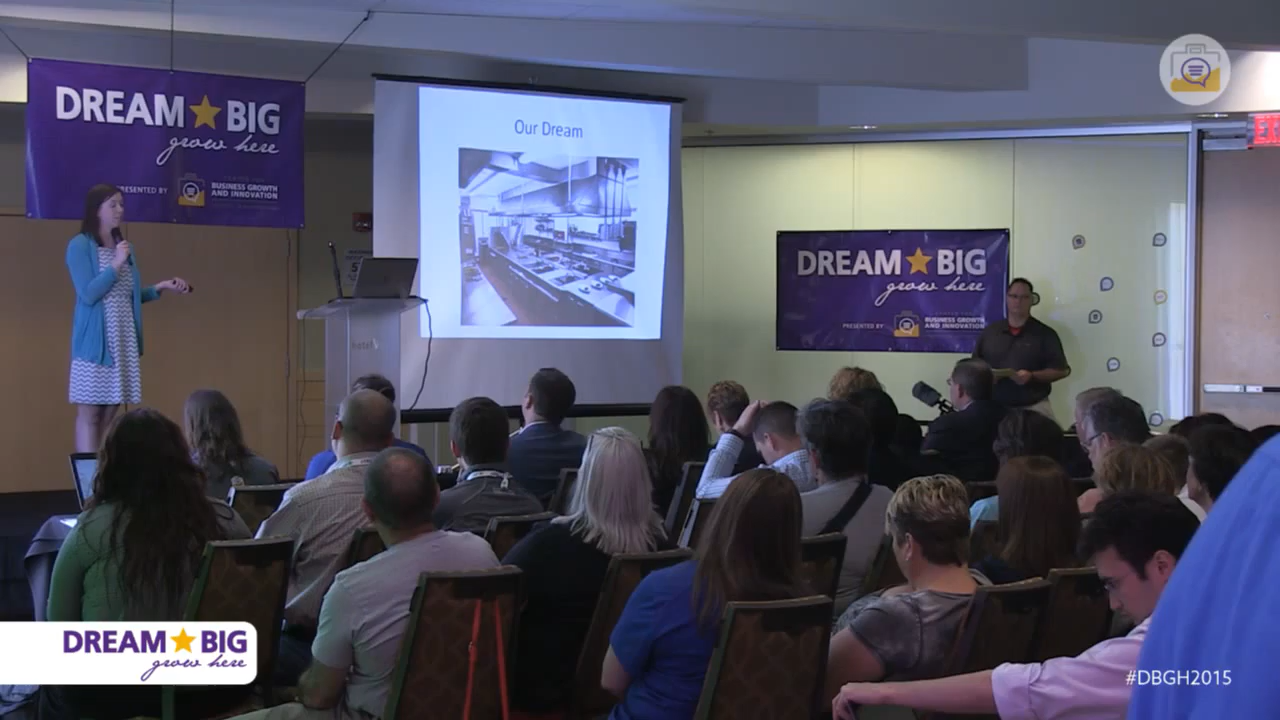 DREAM BIG
grow here
PRESENTED BY
BUSINESS GROWTH
AND INNOVATION
Our Dream
DREAM BIG
grow here
PRESENTED BY
BUSINESS GROWTH
AND INNOVATION
DREAM BIG
grow here
#DBGH2015